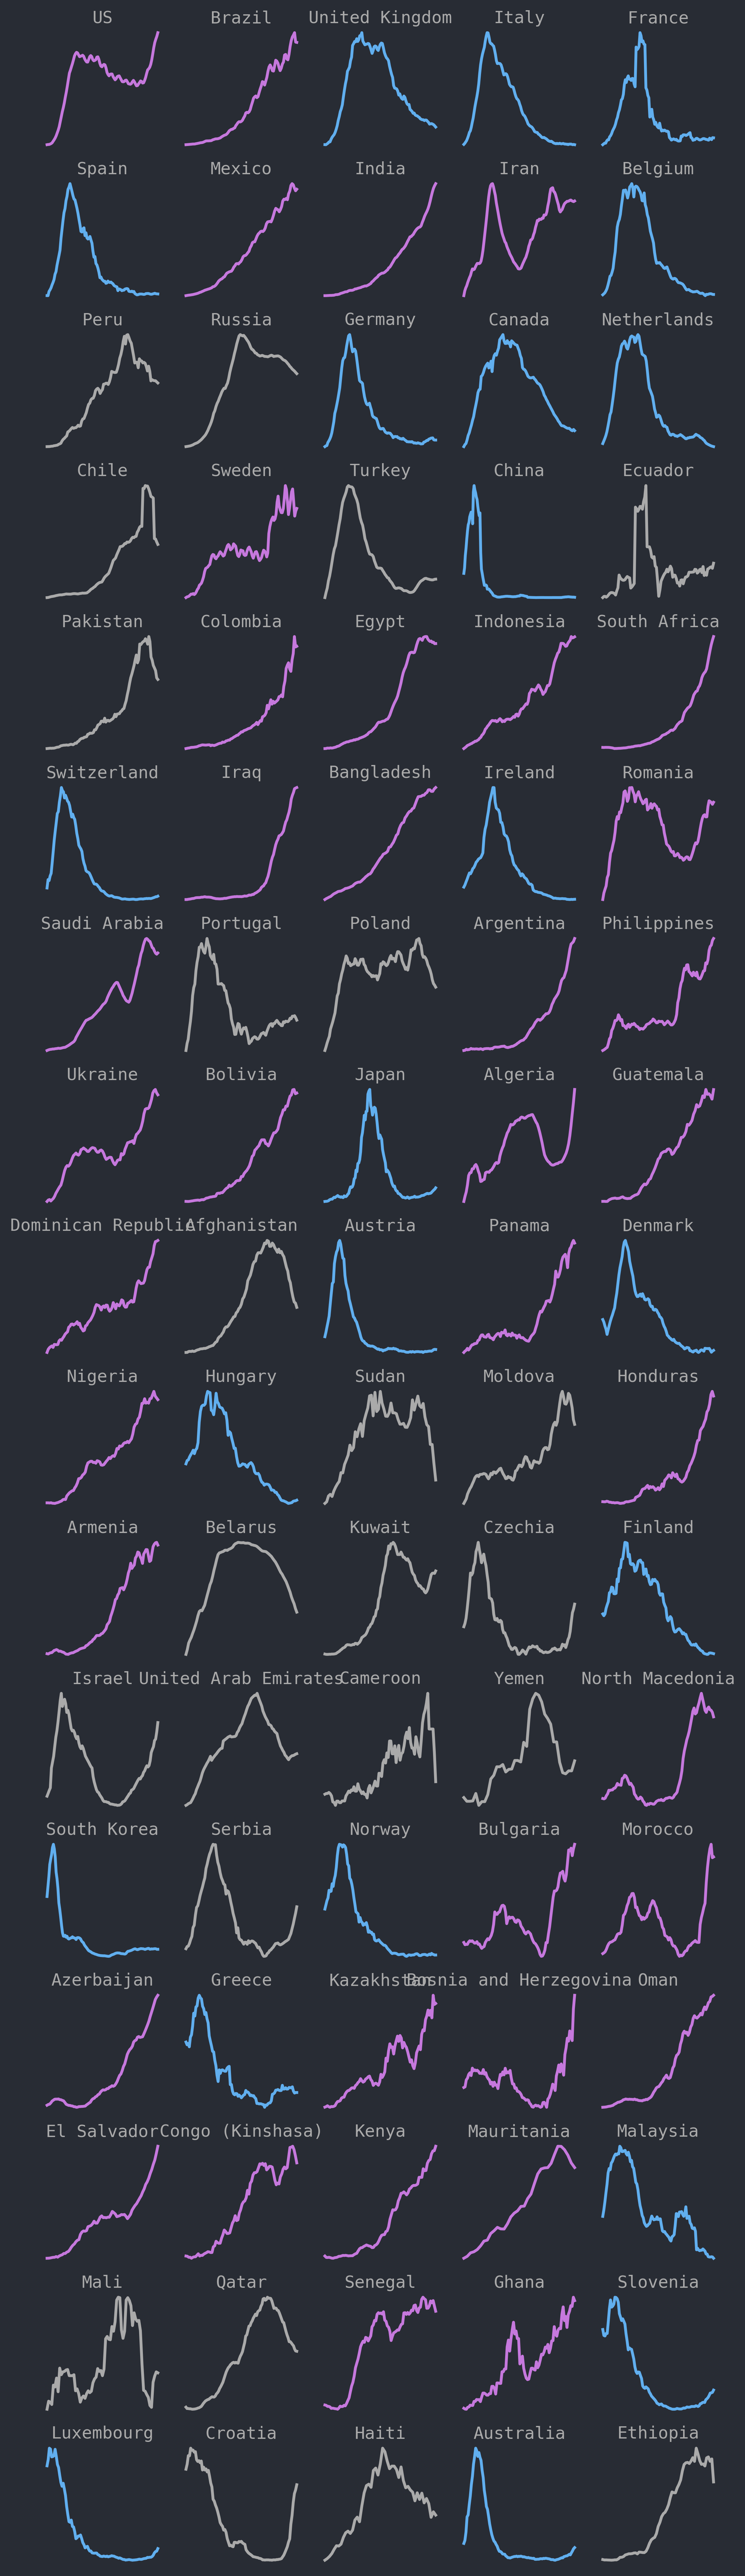 US Brazil United Kingdom Italy France
Spain Mexico India Iran Belgium
Peru Russia Germany Canada Netherlands
Chile Sweden Turkey China Ecuador
Pakistan Colombia Egypt Indonesia South Africa
Switzerland Iraq Bangladesh Ireland Romania
Saudi Arabia Portugal Poland Argentina Philippines
Ukraine Bolivia Japan Algeria Guatemala
Dominican Republic Afghanistan Austria Panama Denmark
Nigeria Hungary Sudan Moldova Honduras
Armenia Belarus Kuwait Czechia Finland
Israel United Arab Emirates Cameroon Yemen North Macedonia
South Korea Serbia Norway Bulgaria Morocco
Azerbaijan Greece Kazakhstan Bosnia and Herzegovina Oman
El Salvador Congo (Kinshasa) Kenya Mauritania Malaysia
Mali Qatar Senegal Ghana Slovenia
Luxembourg Croatia Haiti Australia Ethiopia